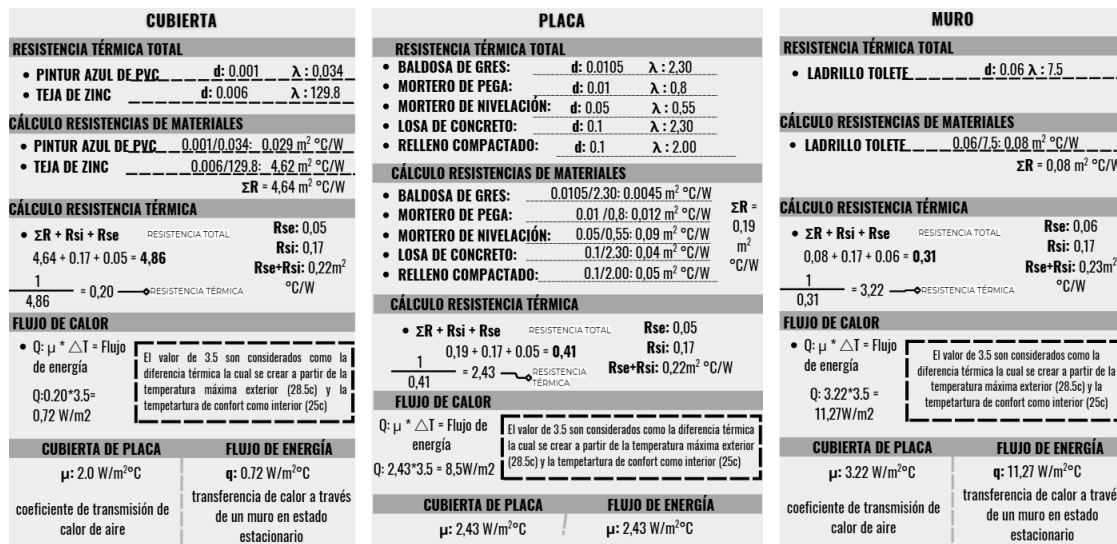 CUBIERTA
RESISTENCIA TÉRMICA TOTAL
• PINTUR AZUL DE PVC d: 0.001 λ : 0,034
• TEJA DE ZINC d: 0.006 λ : 129.8
CÁLCULO RESISTENCIAS DE MATERIALES
• PINTUR AZUL DE PVC 0.001/0.034: 0.029 m² °C/W
• TEJA DE ZINC 0.006/129.8: 4,62 m² °C/W
ΣR = 4,64 m² °C/W
CÁLCULO RESISTENCIA TÉRMICA
• ΣR + Rsi + Rse RESISTENCIA TOTAL Rse: 0,05
4,64 + 0.17 + 0.05 = 4,86 Rsi: 0,17
Rse+Rsi: 0,22m²
°C/W
1
4,86
= 0,20 RESISTENCIA TÉRMICA
FLUJO DE CALOR
• Q: µ * △T = Flujo
de energía
Q:0.20*3.5=
0,72 W/m2
El valor de 3.5 son considerados como la
diferencia térmica la cual se crear a partir de la
temperatura máxima exterior (28.5c) y la
tempetartura de confort como interior (25c)
CUBIERTA DE PLACA
µ: 2.0 W/m²°C
coeficiente de transmisión de
calor de aire
FLUJO DE ENERGÍA
q: 0.72 W/m²°C
transferencia de calor a través
de un muro en estado
estacionario
PLACA
RESISTENCIA TÉRMICA TOTAL
• BALDOSA DE GRES: d: 0.0105 λ : 2,30
• MORTERO DE PEGA: d: 0.01 λ : 0,8
• MORTERO DE NIVELACIÓN: d: 0.05 λ : 0,55
• LOSA DE CONCRETO: d: 0.1 λ : 2,30
• RELLENO COMPACTADO: d: 0.1 λ : 2.00
CÁLCULO RESISTENCIAS DE MATERIALES
• BALDOSA DE GRES: 0.0105/2.30: 0.0045 m² °C/W
• MORTERO DE PEGA: 0.01 /0,8: 0,012 m² °C/W
• MORTERO DE NIVELACIÓN: 0.05/0,55: 0,09 m² °C/W
• LOSA DE CONCRETO: 0.1/2.30: 0,04 m² °C/W
• RELLENO COMPACTADO: 0.1/2.00: 0,05 m² °C/W
ΣR =
0,19
m²
°C/W
CÁLCULO RESISTENCIA TÉRMICA
• ΣR + Rsi + Rse RESISTENCIA TOTAL Rse: 0,05
0,19 + 0.17 + 0.05 = 0,41 Rsi: 0,17
Rse+Rsi: 0,22m² °C/W
1
0,41
= 2,43 RESISTENCIA
TÉRMICA
FLUJO DE CALOR
Q: µ * △T = Flujo de
energía
Q: 2,43*3.5 = 8,5W/m2
El valor de 3.5 son considerados como la diferencia térmica
la cual se crear a partir de la temperatura máxima exterior
(28.5c) y la tempetartura de confort como interior (25c)
CUBIERTA DE PLACA
µ: 2,43 W/m²°C
FLUJO DE ENERGÍA
µ: 2,43 W/m²°C
MURO
RESISTENCIA TÉRMICA TOTAL
• LADRILLO TOLETE d: 0.06 λ : 7.5
CÁLCULO RESISTENCIAS DE MATERIALES
• LADRILLO TOLETE 0.06/7.5: 0,08 m² °C/W
ΣR = 0,08 m² °C/W
CÁLCULO RESISTENCIA TÉRMICA
• ΣR + Rsi + Rse RESISTENCIA TOTAL Rse: 0,06
0,08 + 0.17 + 0.06 = 0,31 Rsi: 0,17
Rse+Rsi: 0,23m²
°C/W
1
0,31
= 3,22 RESISTENCIA TÉRMICA
FLUJO DE CALOR
• Q: µ * △T = Flujo
de energía
Q: 3.22*3.5 =
11,27W/m2
El valor de 3.5 son considerados como la
diferencia térmica la cual se crear a partir de la
temperatura máxima exterior (28.5c) y la
tempetartura de confort como interior (25c)
CUBIERTA DE PLACA
µ: 3.22 W/m²°C
coeficiente de transmisión de
calor de aire
FLUJO DE ENERGÍA
q: 11,27 W/m²°C
transferencia de calor a travé
de un muro en estado
estacionario